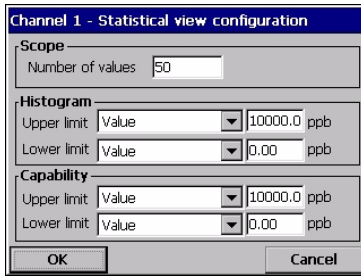 Channel 1 - Statistical view configuration
Scope
Number of values 50
Histogram
Upper limit Value 10000.0 ppb
Lower limit Value 0.00 ppb
Capability
Upper limit Value 10000.0 ppb
Lower limit Value 0.00 ppb
OK Cancel